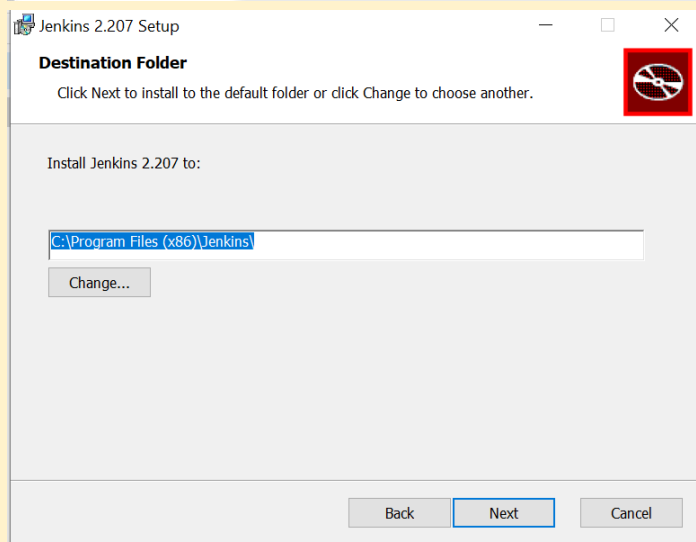 Jenkins 2.207 Setup
Destination Folder
Click Next to install to the default folder or click Change to choose another.
Install Jenkins 2.207 to:
C:\Program Files (x86)\Jenkins\
Change...
Back Next Cancel